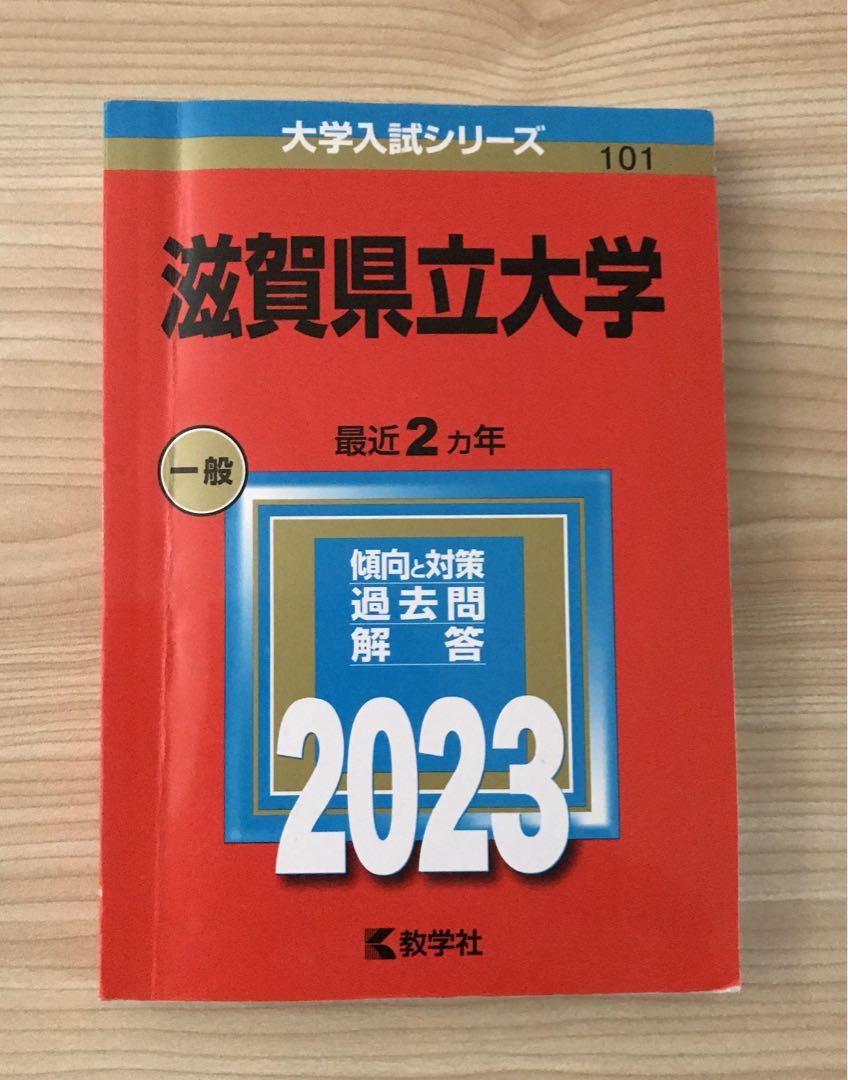 大学入試シリーズ
101
滋賀県立大学
最近2カ年
一般
傾向と対策
過去問
解答
2023
教学社